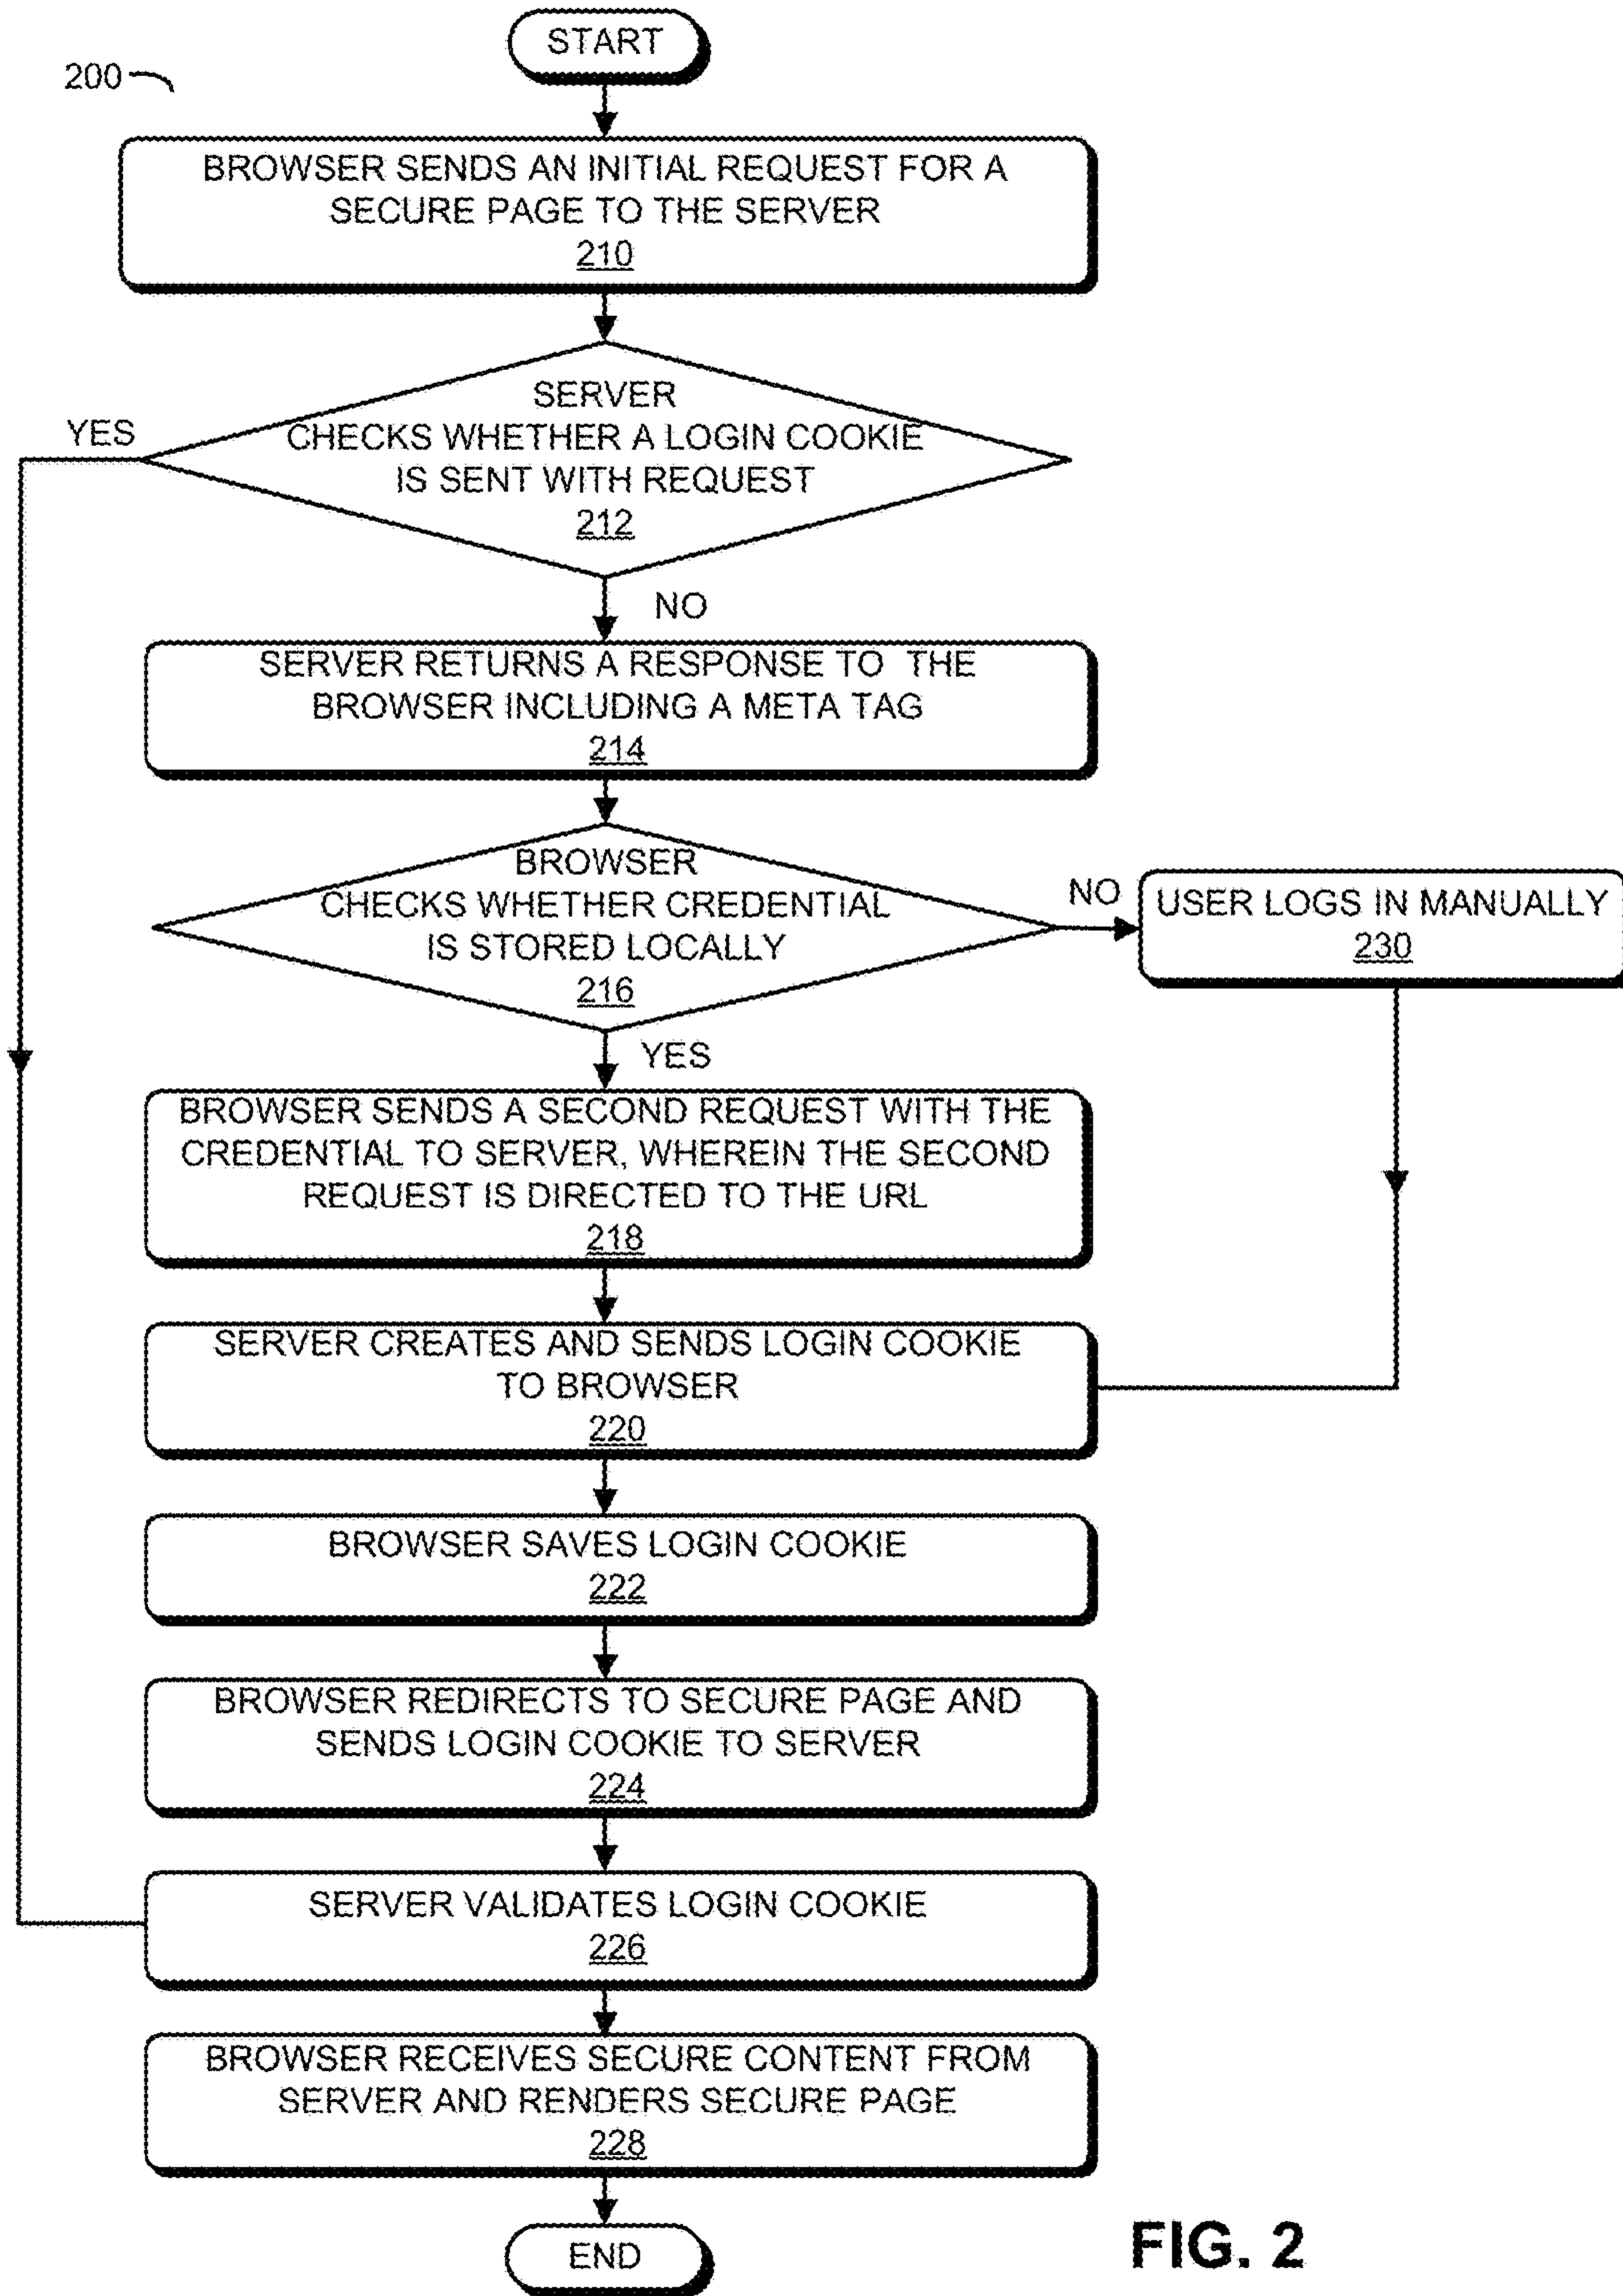 START
200
BROWSER SENDS AN INITIAL REQUEST FOR A
SECURE PAGE TO THE SERVER
210
SERVER
YES
CHECKS WHETHER A LOGIN COOKIE
IS SENT WITH REQUEST
212
NO
SERVER RETURNS A RESPONSE TO THE
BROWSER INCLUDING A META TAG
214
BROWSER
CHECKS WHETHER CREDENTIAL
IS STORED LOCALLY
216
NO
USER LOGS IN MANUALLY
230
YES
BROWSER SENDS A SECOND REQUEST WITH THE
CREDENTIAL TO SERVER, WHEREIN THE SECOND
REQUEST IS DIRECTED TO THE URL
218
SERVER CREATES AND SENDS LOGIN COOKIE
TO BROWSER
220
BROWSER SAVES LOGIN COOKIE
222
BROWSER REDIRECTS TO SECURE PAGE AND
SENDS LOGIN COOKIE TO SERVER
224
SERVER VALIDATES LOGIN COOKIE
226
BROWSER RECEIVES SECURE CONTENT FROM
SERVER AND RENDERS SECURE PAGE
228
END
FIG. 2